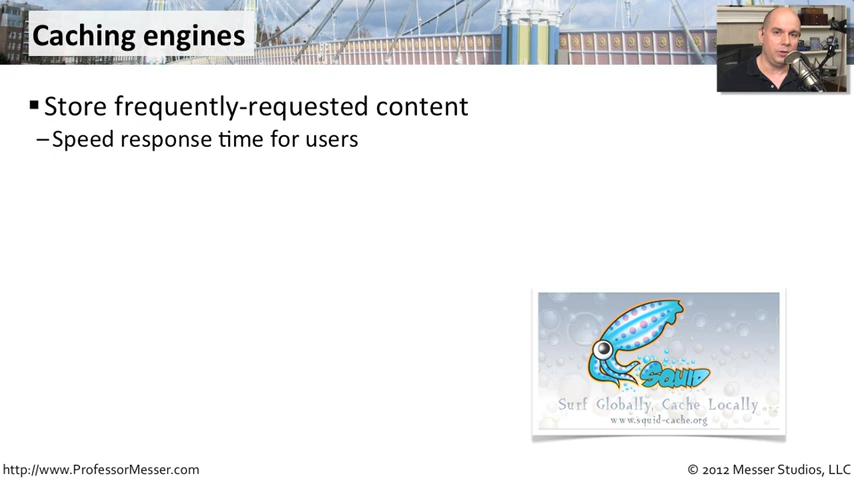 Caching engines
▪ Store frequently-requested content
– Speed response time for users
SQUID
Surf Globally, Cache Locally
www.squid-cache.org
http://www.ProfessorMesser.com
© 2012 Messer Studios, LLC